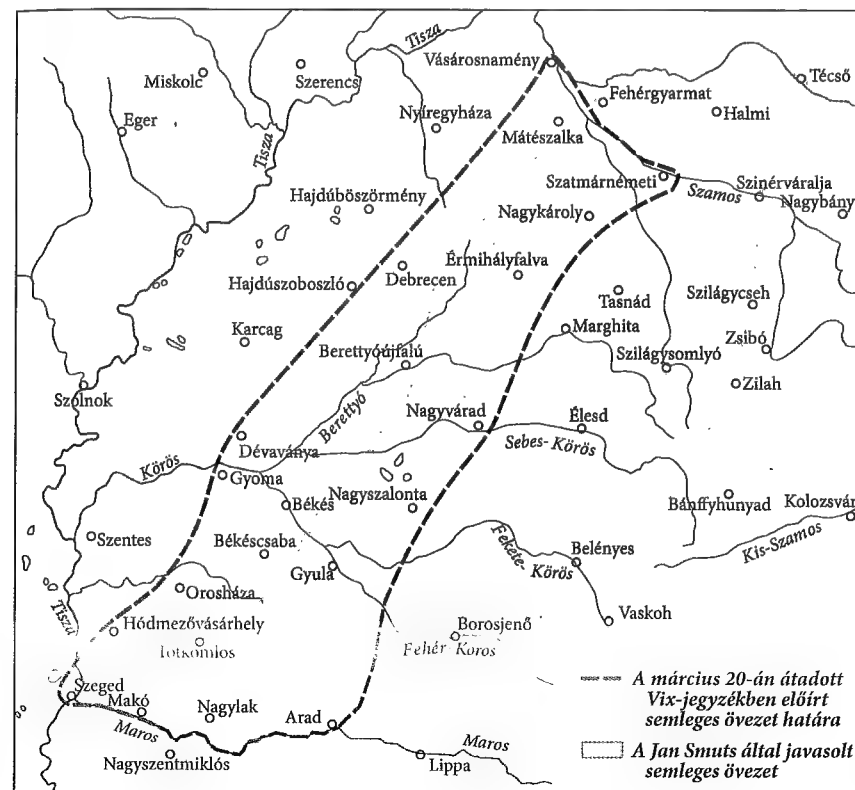 Tisza
Vásárosnamény
Técső
Miskolc
Szerencs
Fehérgyarmat
Halmi
Nyíregyháza
Eger
Mátészalka
Tisza
Szatmárnémeti
Szamos
Szinérváralja
Nagybány
Hajdúböszörmény
Nagykároly
Érmihályfalva
Hajdúszoboszló
Debrecen
Tasnád
Szilágycseh
Karcag
Marghita
Zsibó
Berettyóújfalú
Szilágysomlyó
Zilah
Szolnok
Berettyó
Nagyvárad
Élesd
Sebes-Körös
Dévaványa
Körös
Gyoma
Nagyszalonta
Békés
Bánffyhunyad
Kolozsvár
Szentes
Békéscsaba
Fekete-
Körös
Belényes
Kis-Szamos
Gyula
Orosháza
Tisza
Vaskoh
Hódmezővásárhely
Borosjenő
Totkomlos
Fehér-Koros
Szeged
Makó
Nagylak
Arad
Maros
Maros
Nagyszentmiklós
Lippa
A március 20-án átadott
Vix-jegyzékben előírt
semleges övezet határa
A Jan Smuts által javasolt
semleges övezet